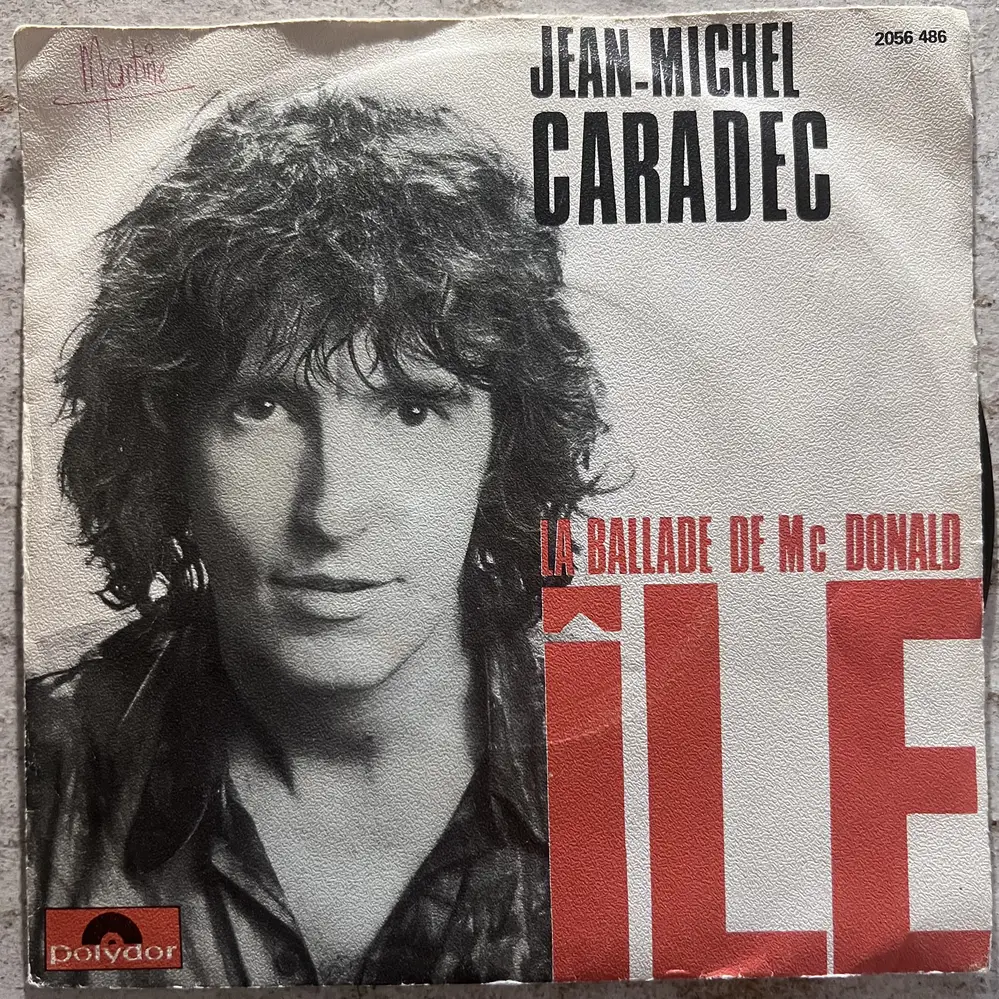 Martine
JEAN-MICHEL
2056 486
CARADEC
LA BALLADE DE Mc DONALD
ÎLE
polydor